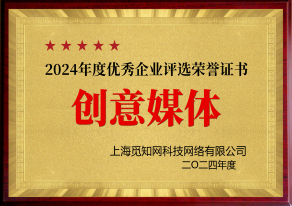 2024年度优秀企业评选荣誉证书
创意媒体
上海觅知网科技网络有限公司
二〇二四年度